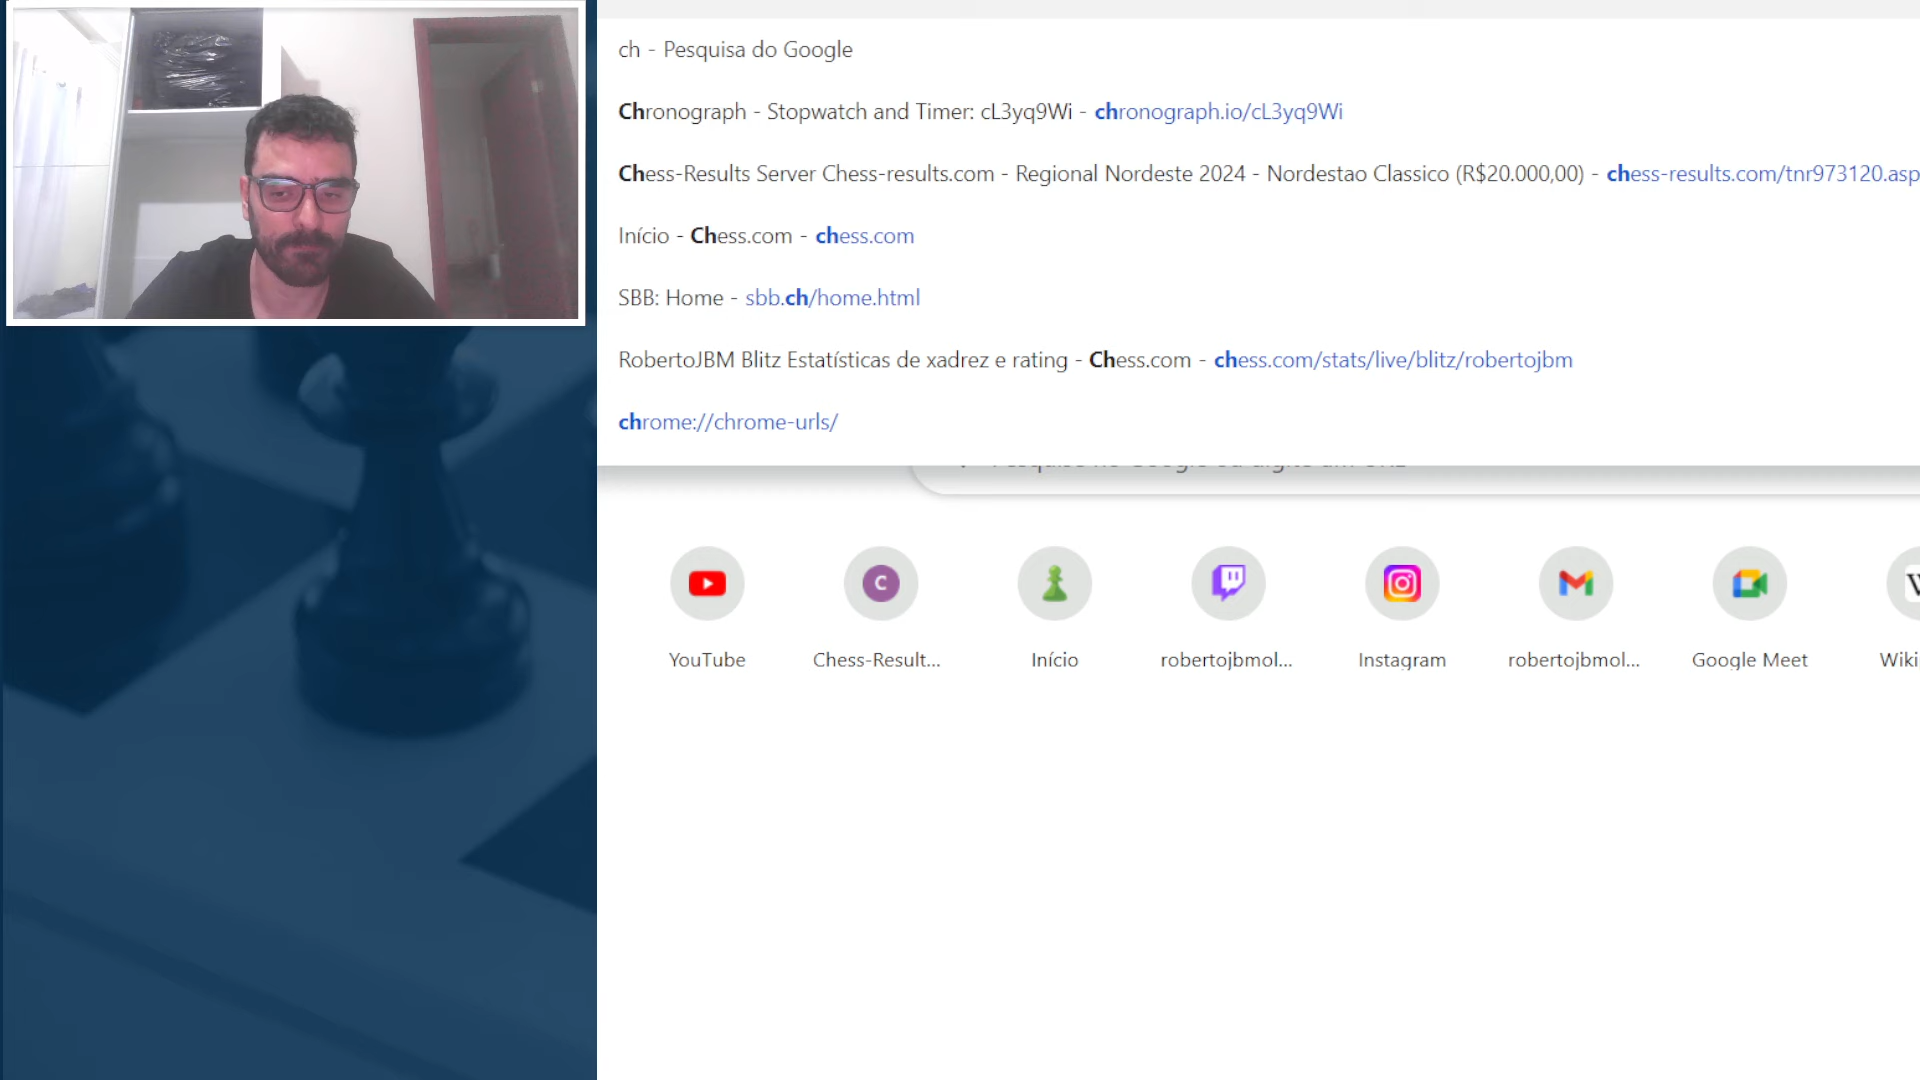 ch - Pesquisa do Google
Chronograph - Stopwatch and Timer: cL3yq9Wi - chronograph.io/cL3yq9Wi
Chess-Results Server Chess-results.com - Regional Nordeste 2024 - Nordestao Classico (R$20.000,00) - chess-results.com/tnr973120.asp
Início - Chess.com - chess.com
SBB: Home - sbb.ch/home.html
RobertoJBM Blitz Estatísticas de xadrez e rating - Chess.com - chess.com/stats/live/blitz/robertojbm
chrome://chrome-urls/
C
YouTube Chess-Result... Início robertojbmol... Instagram robertojbmol... Google Meet Wiki